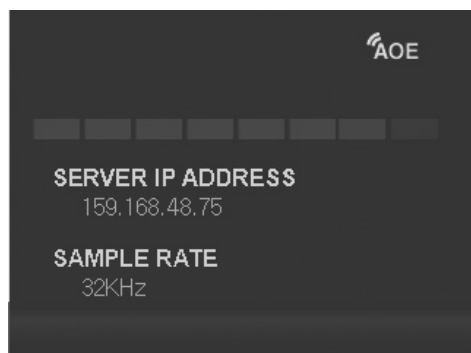 AOE
SERVER IP ADDRESS
159.168.48.75
SAMPLE RATE
32KHz